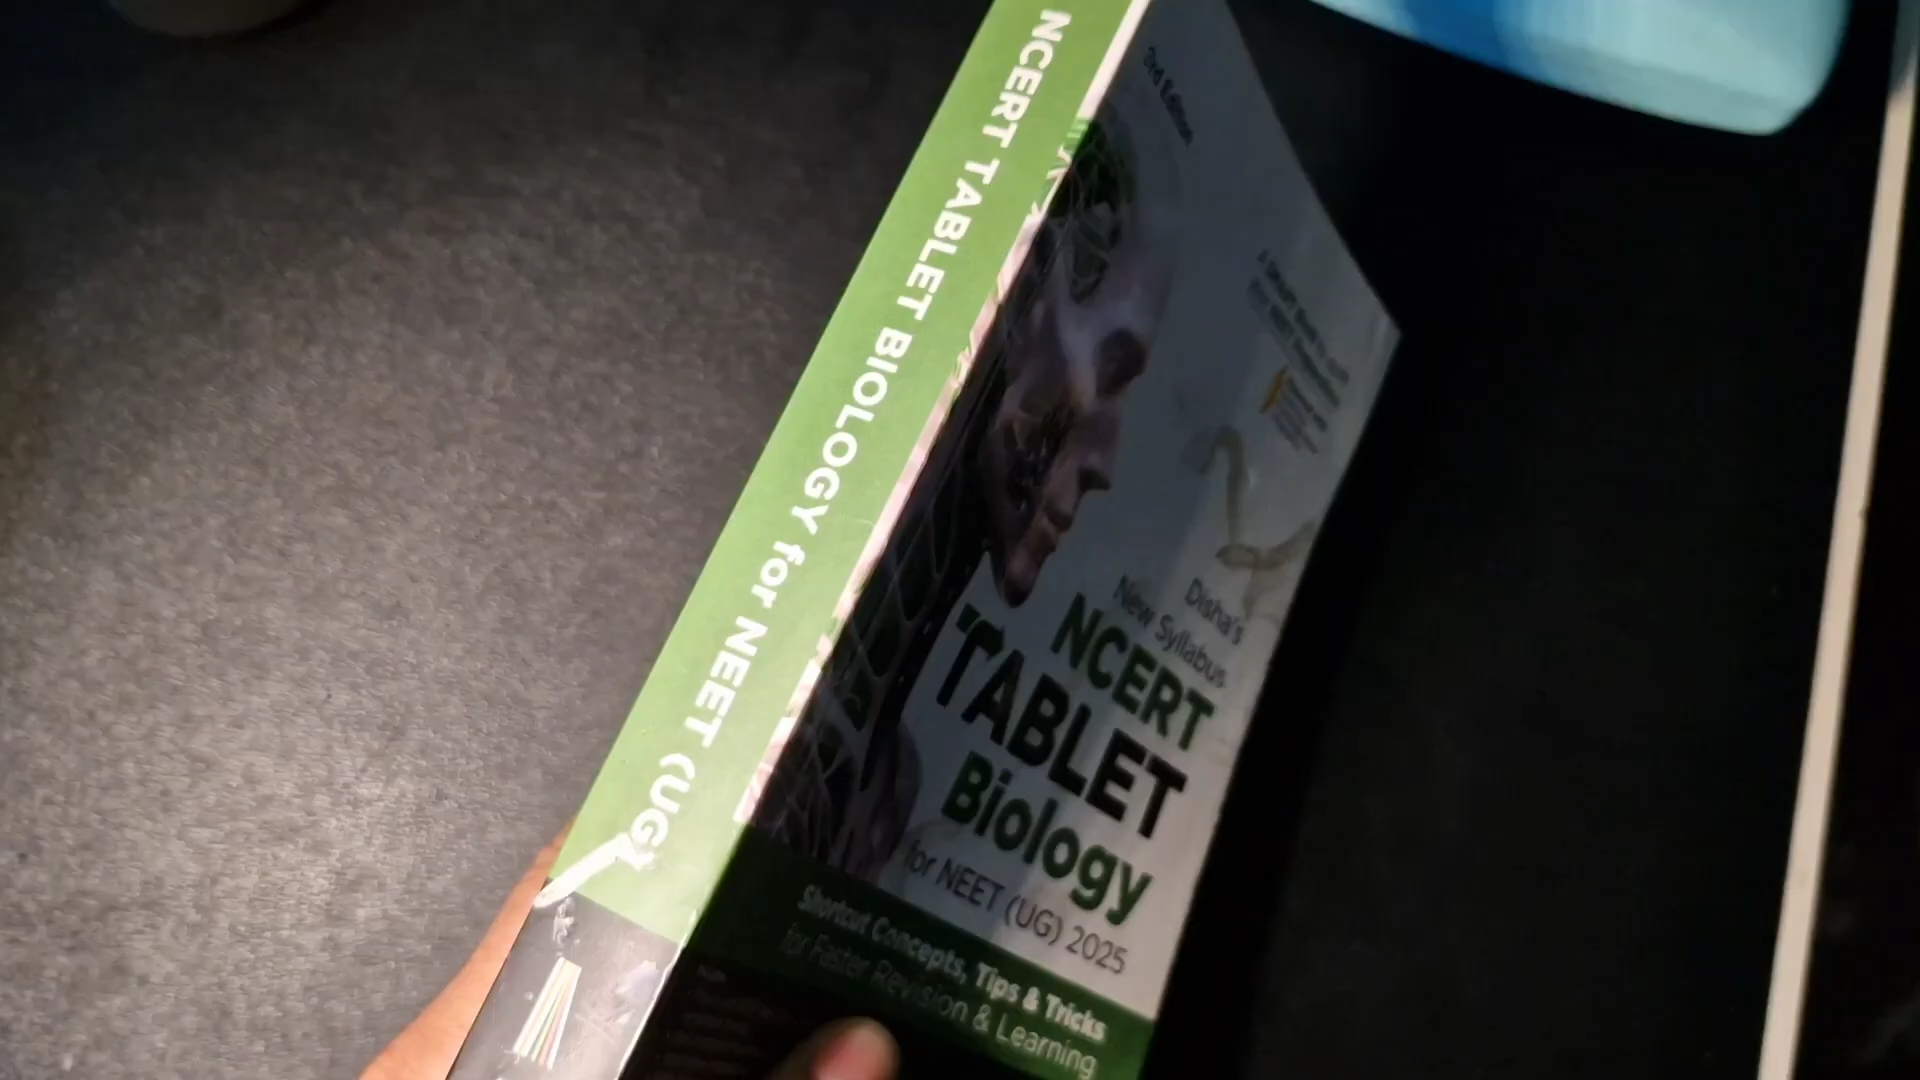 NCERT TABLET BIOLOGY for NEET (UG)
3rd Edition
Disha's
New Syllabus
NCERT
TABLET
Biology
for NEET (UG) 2025
Shortcut Concepts, Tips & Tricks
for Faster Revision & Learning